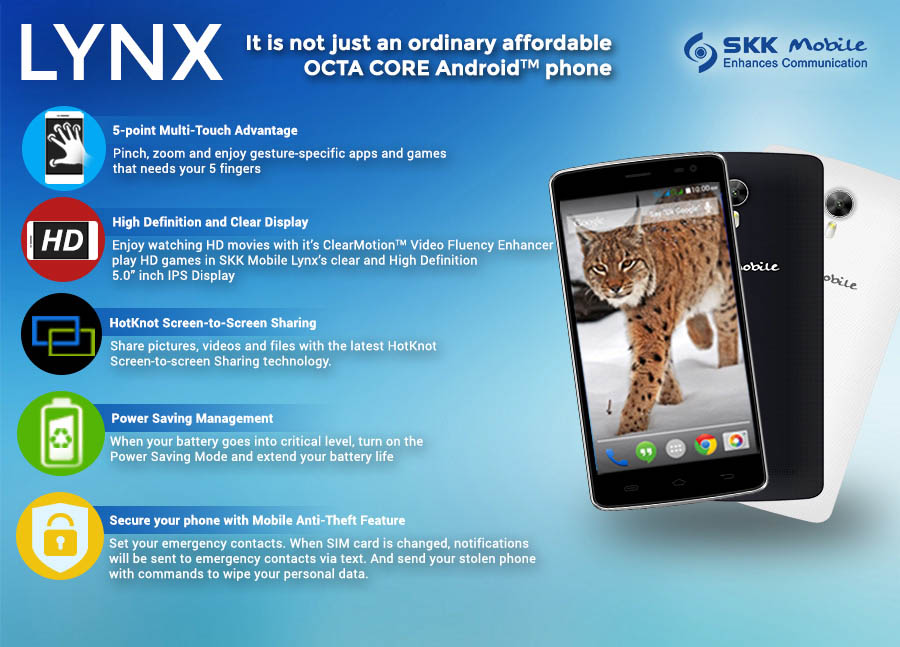 LYNX
It is not just an ordinary affordable
OCTA CORE Android™ phone
SKK Mobile
Enhances Communication
5-point Multi-Touch Advantage
Pinch, zoom and enjoy gesture-specific apps and games
that needs your 5 fingers
HD
High Definition and Clear Display
Enjoy watching HD movies with it's ClearMotion™ Video Fluency Enhancer
play HD games in SKK Mobile Lynx's clear and High Definition
5.0" inch IPS Display
HotKnot Screen-to-Screen Sharing
Share pictures, videos and files with the latest HotKnot
Screen-to-screen Sharing technology.
Power Saving Management
When your battery goes into critical level, turn on the
Power Saving Mode and extend your battery life
Secure your phone with Mobile Anti-Theft Feature
Set your emergency contacts. When SIM card is changed, notifications
will be sent to emergency contacts via text. And send your stolen phone
with commands to wipe your personal data.
10:00
Google
Say "Ok Google"
obile
obile